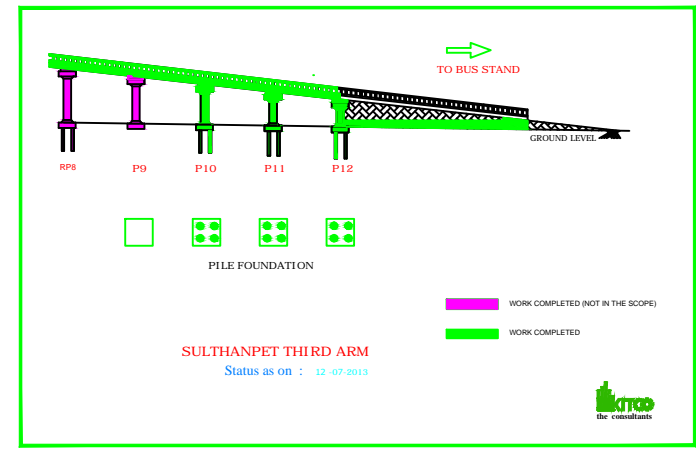 TO BUS STAND
GROUND LEVEL
RP8 P9 P10 P11 P12
PILE FOUNDATION
WORK COMPLETED (NOT IN THE SCOPE)
WORK COMPLETED
SULTHANPET THIRD ARM
Status as on : 12 -07-2013
KITCO
the consultants